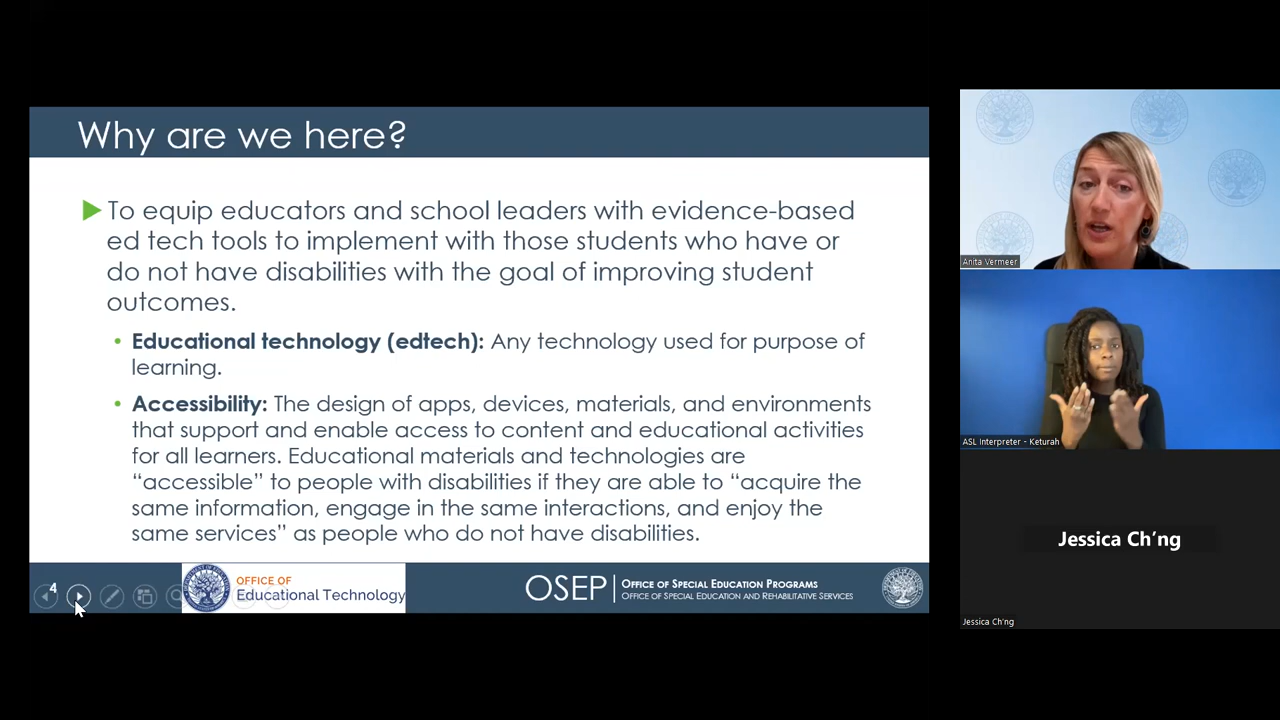 Why are we here?
To equip educators and school leaders with evidence-based
ed tech tools to implement with those students who have or
do not have disabilities with the goal of improving student
outcomes.
• Educational technology (edtech): Any technology used for purpose of
learning.
• Accessibility: The design of apps, devices, materials, and environments
that support and enable access to content and educational activities
for all learners. Educational materials and technologies are
“accessible” to people with disabilities if they are able to “acquire the
same information, engage in the same interactions, and enjoy the
same services” as people who do not have disabilities.
4
OFFICE OF
Educational Technology
OSEP
OFFICE OF SPECIAL EDUCATION PROGRAMS
OFFICE OF SPECIAL EDUCATION AND REHABILITATIVE SERVICES
Anita Vermeer
ASL Interpreter - Keturah
Jessica Ch’ng
Jessica Ch'ng